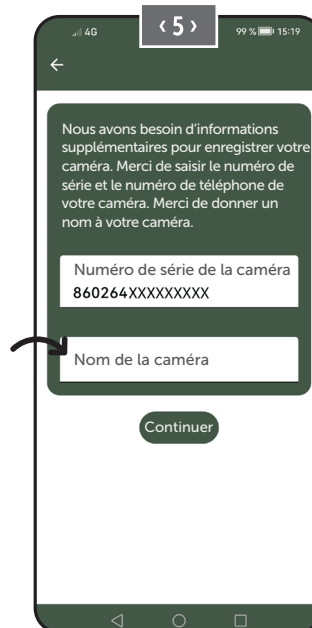 ‹ 5 ›
4G 99 % 15:19
Nous avons besoin d'informations
supplémentaires pour enregistrer votre
caméra. Merci de saisir le numéro de
série et le numéro de téléphone de
votre caméra. Merci de donner un
nom à votre caméra.
Numéro de série de la caméra
860264XXXXXXXXX
Nom de la caméra
Continuer